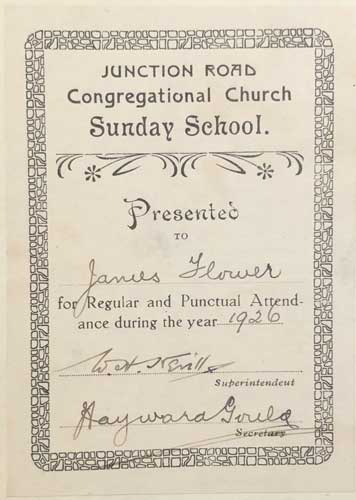 JUNCTION ROAD
Congregational Church
Sunday School.
Presented
TO
James Flower
for Regular and Punctual Attend-
ance during the year 1926
W. H. Nevill
Superintendent
Hayward Gould
Secretary